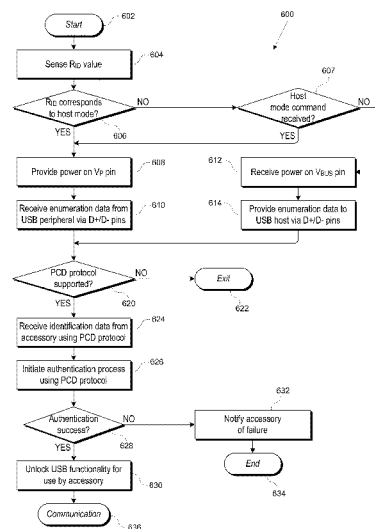 Start
602
600
Sense RID value
604
RID corresponds
to host mode?
NO
606
YES
607
Host
mode command
received?
NO
YES
Provide power on VP pin
608
612
Receive power on VBUS pin
Receive enumeration data from
USB peripheral via D+/D- pins
610
614
Provide enumeration data to
USB host via D+/D- pins
PCD protocol
supported?
NO
Exit
620
622
YES
Receive identification data from
accessory using PCD protocol
624
Initiate authentication process
using PCD protocol
626
Authentication
success?
NO
632
Notify accessory
of failure
628
YES
Unlock USB functionality for
use by accessory
630
End
634
Communication
636